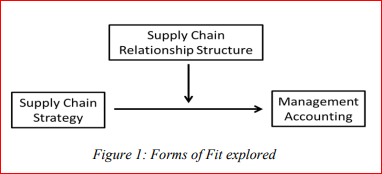 Supply Chain
Relationship Structure
Supply Chain
Strategy
Management
Accounting
Figure 1: Forms of Fit explored